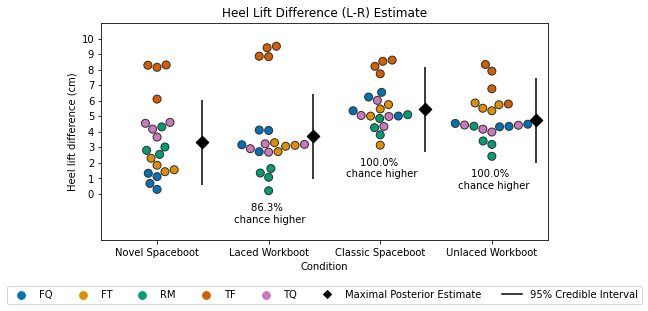 Heel Lift Difference (L-R) Estimate
Heel lift difference (cm)
10
9
8
7
6
5
4
3
2
1
0
100.0%
chance higher
100.0%
chance higher
86.3%
chance higher
Novel Spaceboot Laced Workboot Classic Spaceboot Unlaced Workboot
Condition
FQ FT RM TF TQ Maximal Posterior Estimate 95% Credible Interval